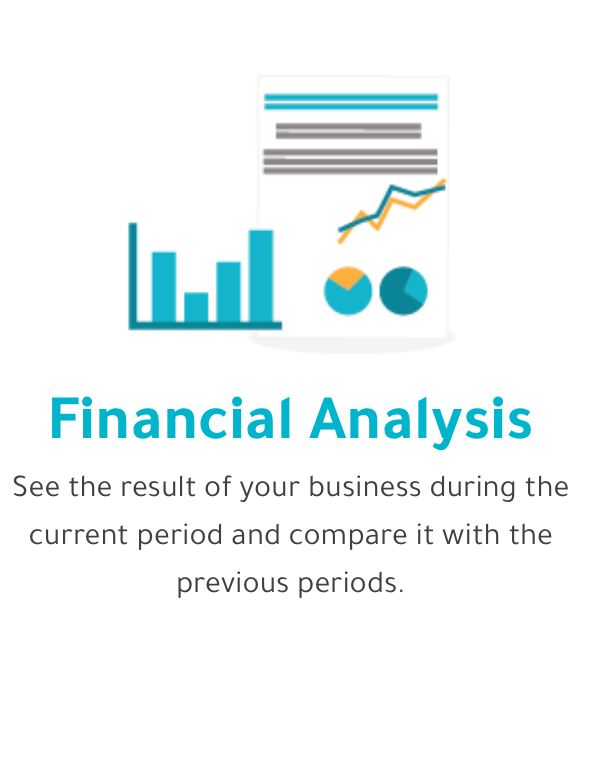 Financial Analysis
See the result of your business during the
current period and compare it with the
previous periods.